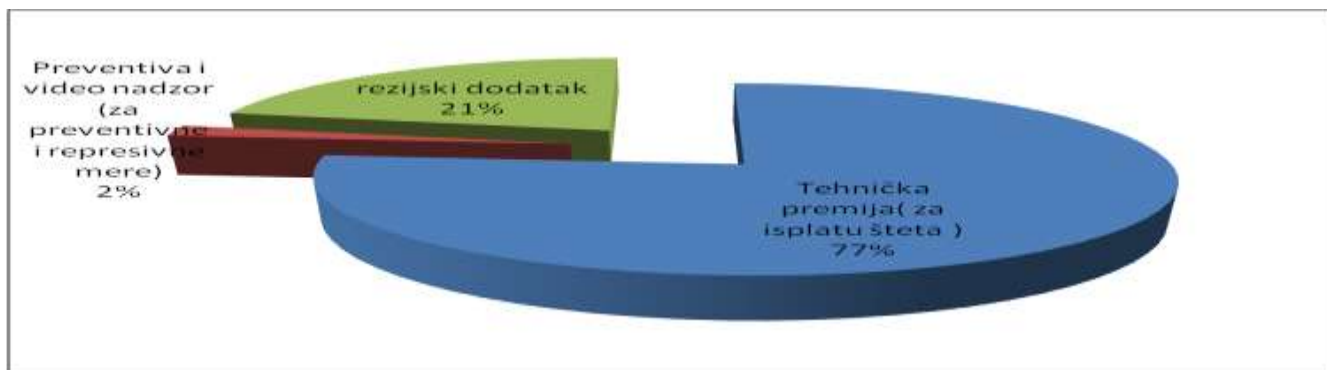 Preventiva i
video nadzor
(za
preventivne
i represivne
mere)
2%
rezijski dodatak
21%
Tehnička
premija( za
isplatu šteta )
77%